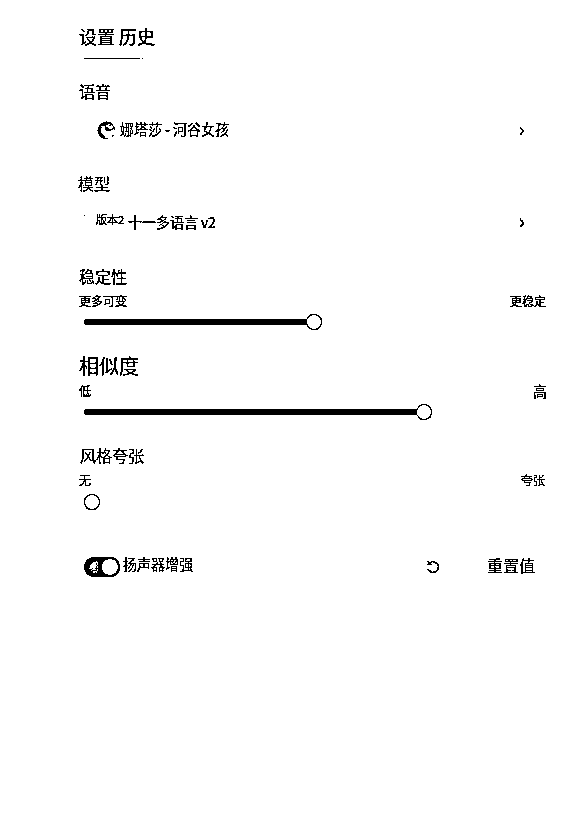 设置 历史
语音
娜塔莎 - 河谷女孩
模型
版本2 十一多语言 v2
稳定性
更多可变 更稳定
相似度
低 高
风格夸张
无 夸张
扬声器增强 重置值